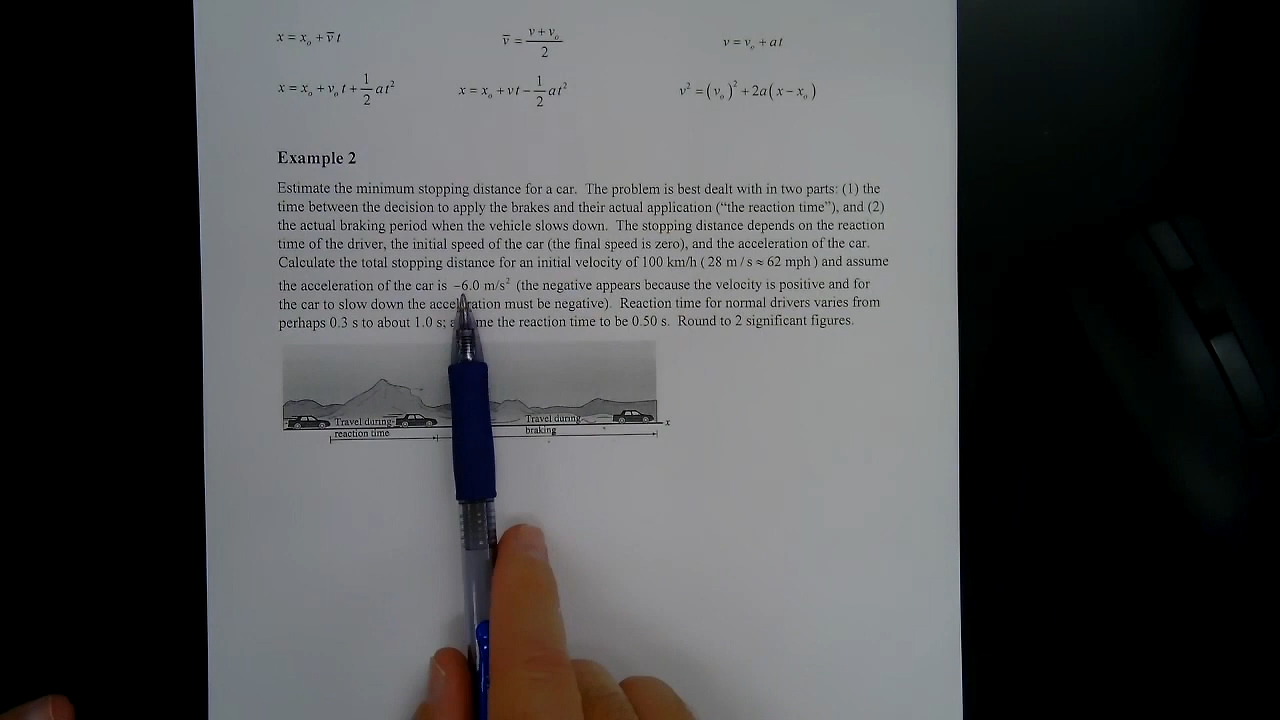 x = x₀ + v̄ t    v̄ = (v + v₀)/2    v = v₀ + at
x = x₀ + v₀ t + 1/2 at²    x = x₀ + vt − 1/2 at²    v² = (v₀)² + 2a(x − x₀)
Example 2
Estimate the minimum stopping distance for a car. The problem is best dealt with in two parts: (1) the
time between the decision to apply the brakes and their actual application (“the reaction time”), and (2)
the actual braking period when the vehicle slows down. The stopping distance depends on the reaction
time of the driver, the initial speed of the car (the final speed is zero), and the acceleration of the car.
Calculate the total stopping distance for an initial velocity of 100 km/h ( 28 m / s ≈ 62 mph ) and assume
the acceleration of the car is −6.0 m/s² (the negative appears because the velocity is positive and for
the car to slow down the acceleration must be negative). Reaction time for normal drivers varies from
perhaps 0.3 s to about 1.0 s; me the reaction time to be 0.50 s. Round to 2 significant figures.
Travel during
reaction time
Travel during
braking
x